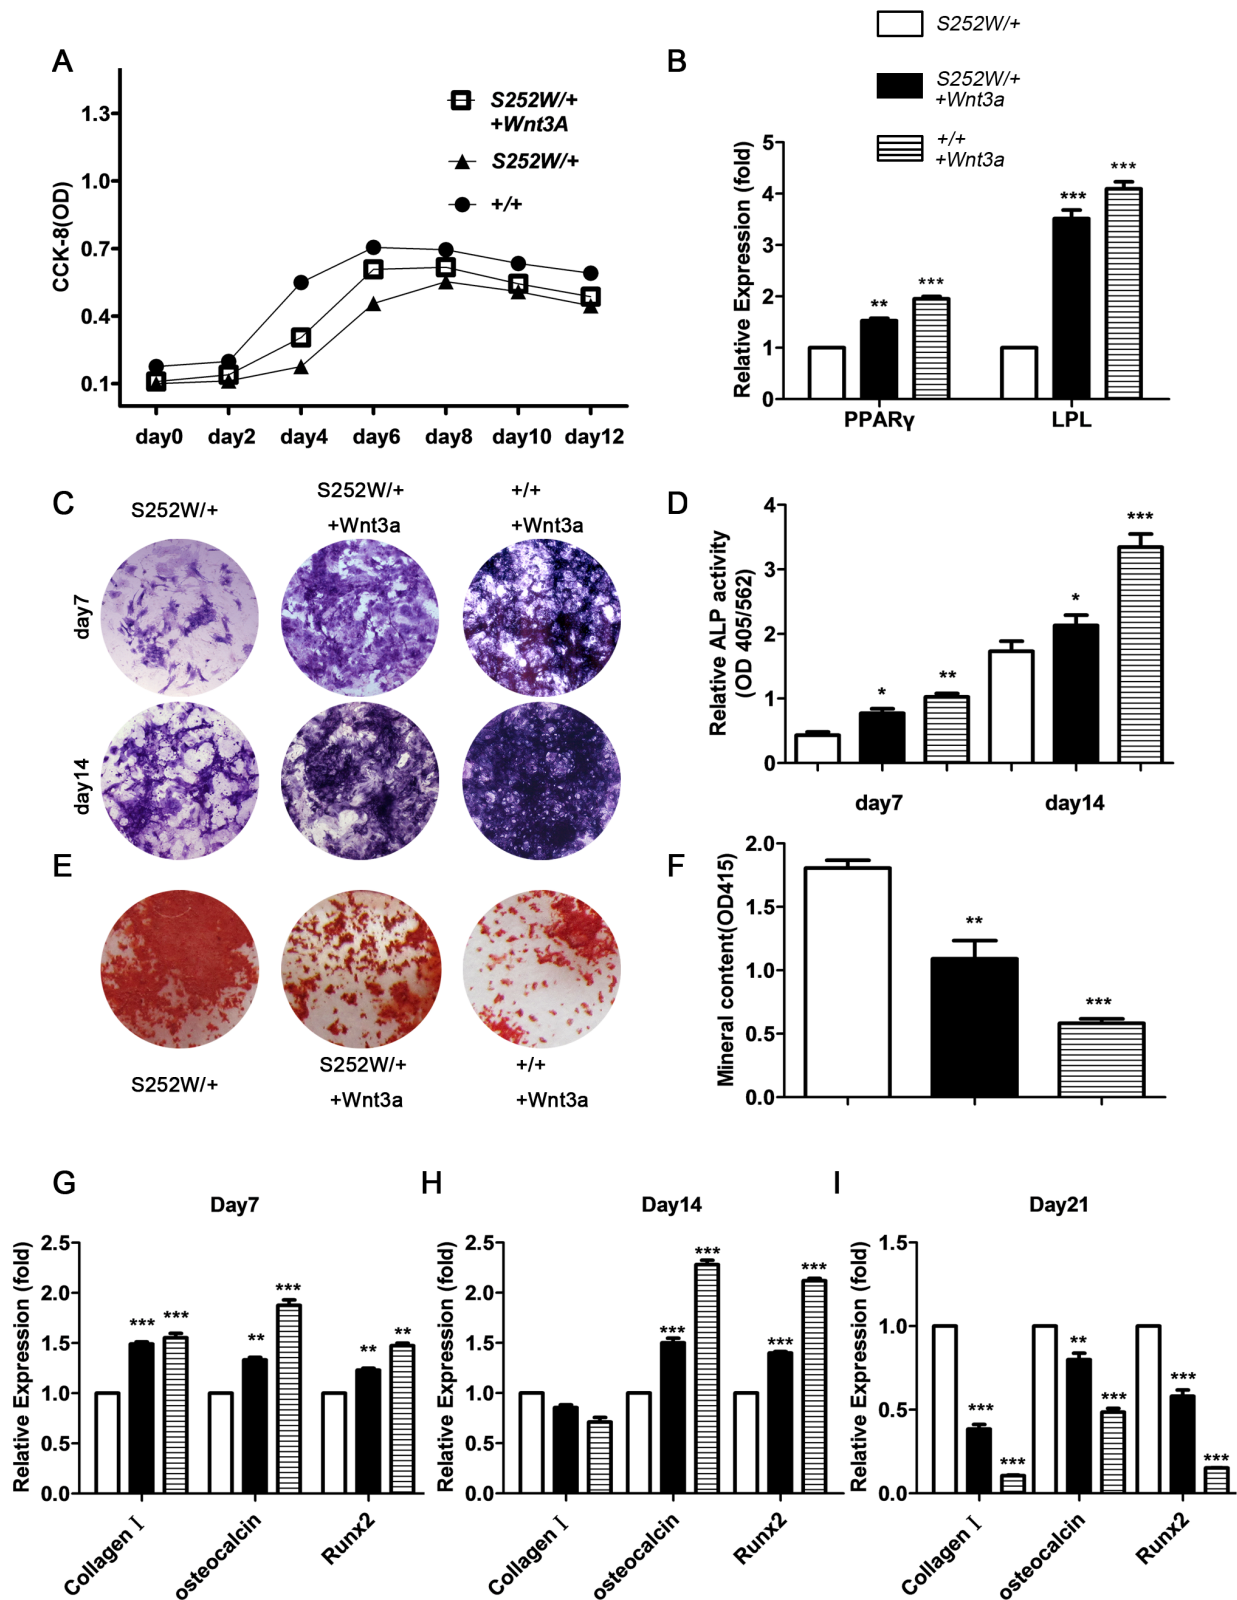 A
CCK-8(OD)
1.3
1.0
0.7
0.4
0.1
day0 day2 day4 day6 day8 day10 day12
S252W/+
+Wnt3A
S252W/+
+/+
B
S252W/+
S252W/+
+Wnt3a
+/+
+Wnt3a
Relative Expression (fold)
5
4
3
2
1
0
** *** *** ***
PPARγ LPL
C
S252W/+
S252W/+
+Wnt3a
+/+
+Wnt3a
day7
day14
D
Relative ALP activity
(OD 405/562)
4
3
2
1
0
* ** * ***
day7 day14
E
S252W/+
S252W/+
+Wnt3a
+/+
+Wnt3a
F
Mineral content(OD415)
2.0
1.5
1.0
0.5
0.0
** ***
G
Day7
Relative Expression (fold)
2.5
2.0
1.5
1.0
0.5
0.0
*** *** ** *** ** **
Collagen Ⅰ
osteocalcin
Runx2
H
Day14
Relative Expression (fold)
2.5
2.0
1.5
1.0
0.5
0.0
*** *** *** ***
Collagen Ⅰ
osteocalcin
Runx2
I
Day21
Relative Expression (fold)
1.5
1.0
0.5
0.0
*** *** ** *** *** ***
Collagen Ⅰ
osteocalcin
Runx2